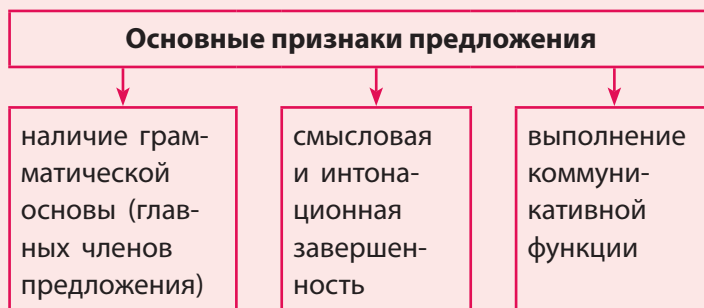 Основные признаки предложения
наличие грам-
матической
основы (глав-
ных членов
предложения)
смысловая
и интона-
ционная
завершен-
ность
выполнение
коммуни-
кативной
функции